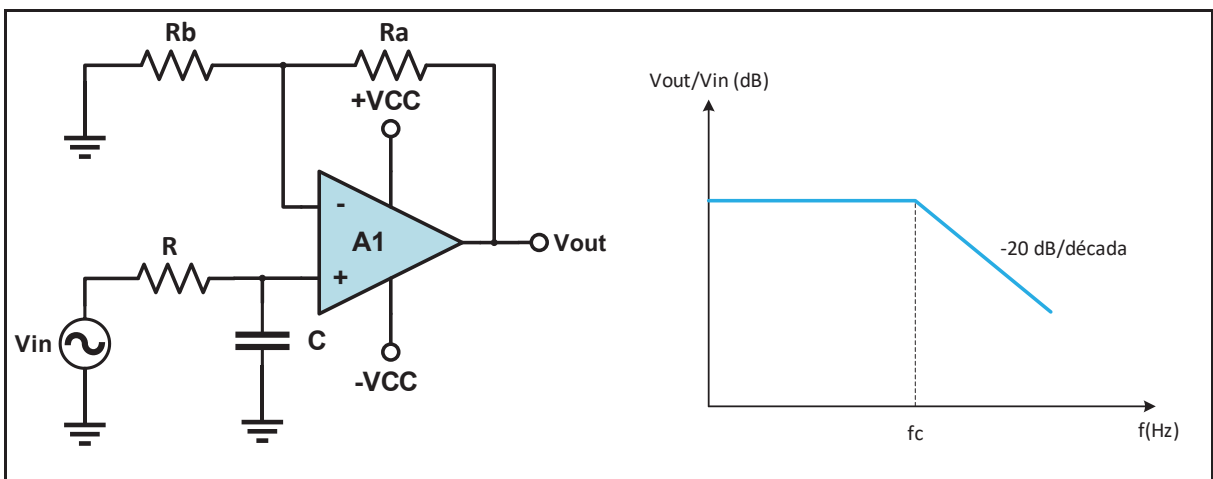 Rb
Ra
+VCC
-
A1
+
Vout
R
Vin
C
-VCC
Vout/Vin (dB)
-20 dB/década
fc
f(Hz)